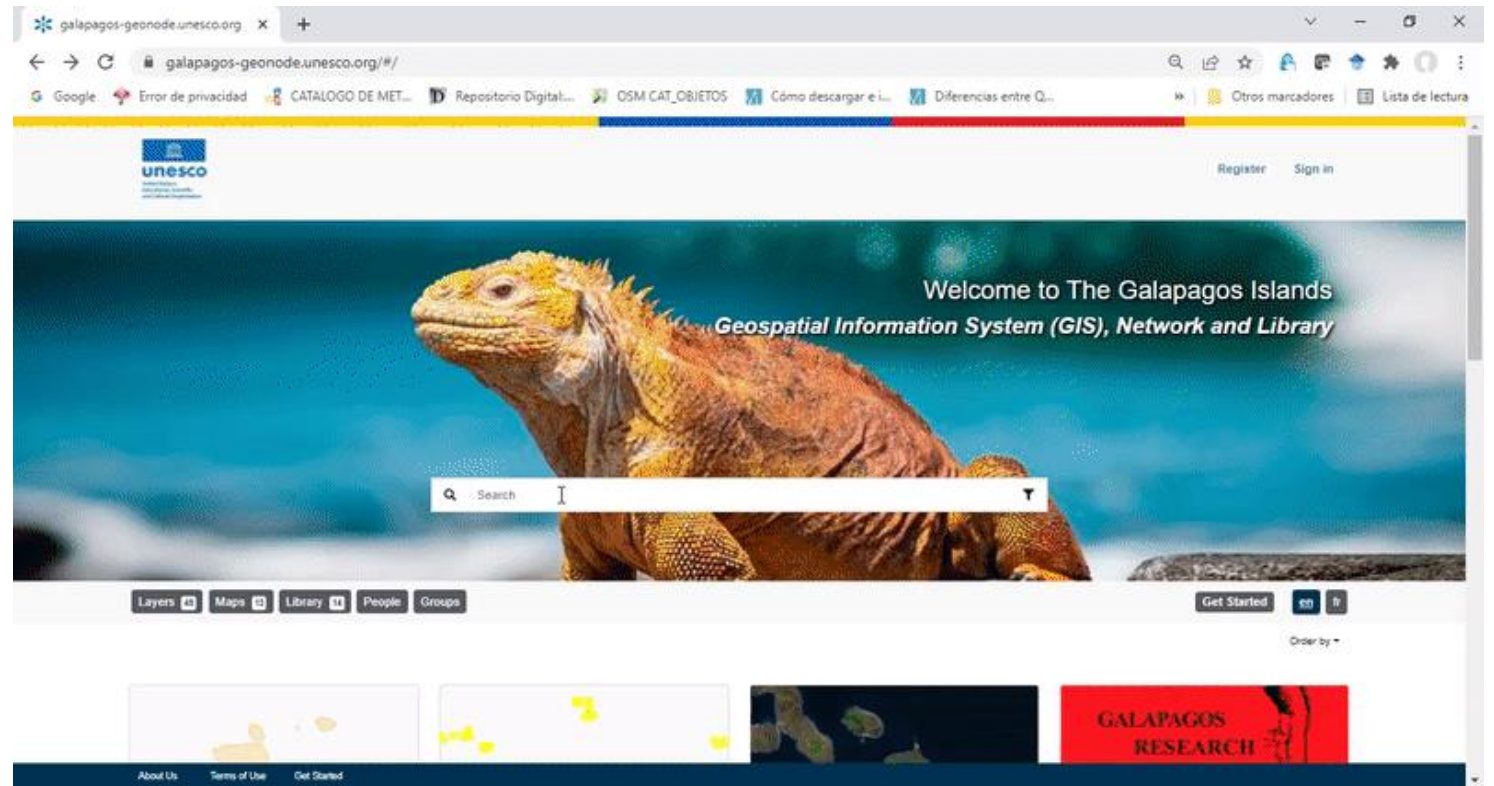 galapagos-geonode.unesco.org
galapagos-geonode.unesco.org/#/
Google Error de privacidad CATALOGO DE MET... Repositorio Digital:... OSM CAT_OBJETOS Cómo descargar e i... Diferencias entre Q... » Otros marcadores Lista de lectura
unesco
Register Sign in
Welcome to The Galapagos Islands
Geospatial Information System (GIS), Network and Library
Search
Layers Maps Library 14 People Groups Get Started en fr
Order by
GALAPAGOS
RESEARCH
About Us Terms of Use Get Started